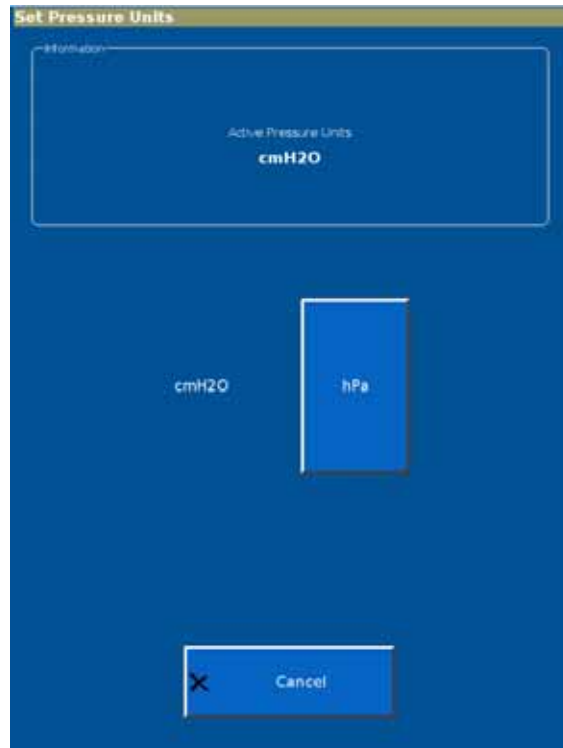 Set Pressure Units
Information
Active Pressure Units
cmH2O
cmH2O
hPa
Cancel